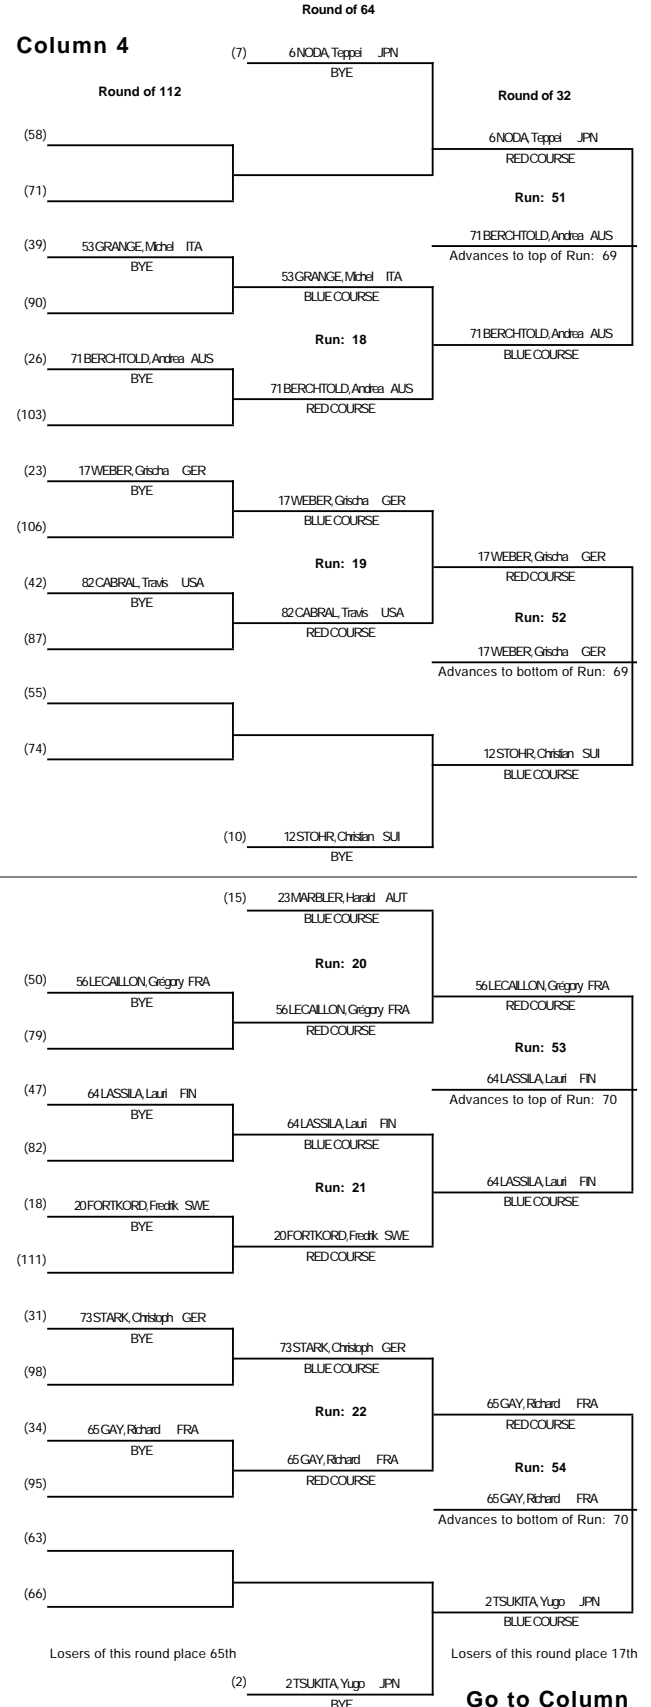 Round of 64
Column 4
(7) 6 NODA, Teppei JPN
BYE
Round of 112
Round of 32
(58)
6 NODA, Teppei JPN
RED COURSE
(71)
Run: 51
(39) 53 GRANGE, Michel ITA
71 BERCHTOLD, Andrea AUS
BYE
Advances to top of Run: 69
53 GRANGE, Michel ITA
BLUE COURSE
(90)
Run: 18
71 BERCHTOLD, Andrea AUS
BLUE COURSE
(26) 71 BERCHTOLD, Andrea AUS
BYE
71 BERCHTOLD, Andrea AUS
RED COURSE
(103)
(23) 17 WEBER, Grischa GER
BYE
17 WEBER, Grischa GER
BLUE COURSE
(106)
Run: 19
17 WEBER, Grischa GER
RED COURSE
(42) 82 CABRAL, Travis USA
BYE
82 CABRAL, Travis USA
RED COURSE
Run: 52
(87)
17 WEBER, Grischa GER
Advances to bottom of Run: 69
(55)
(74)
12 STOHR, Christian SUI
BLUE COURSE
(10) 12 STOHR, Christian SUI
BYE
(15) 23 MARBLER, Harald AUT
BLUE COURSE
Run: 20
(50) 56 LECAILLON, Grégory FRA
56 LECAILLON, Grégory FRA
BYE
RED COURSE
56 LECAILLON, Grégory FRA
RED COURSE
(79)
Run: 53
(47) 64 LASSILA, Lauri FIN
64 LASSILA, Lauri FIN
BYE
Advances to top of Run: 70
64 LASSILA, Lauri FIN
BLUE COURSE
(82)
Run: 21
64 LASSILA, Lauri FIN
BLUE COURSE
(18) 20 FORTKORD, Fredrik SWE
BYE
20 FORTKORD, Fredrik SWE
RED COURSE
(111)
(31) 73 STARK, Christoph GER
BYE
73 STARK, Christoph GER
BLUE COURSE
(98)
Run: 22
65 GAY, Richard FRA
RED COURSE
(34) 65 GAY, Richard FRA
BYE
65 GAY, Richard FRA
RED COURSE
Run: 54
(95)
65 GAY, Richard FRA
Advances to bottom of Run: 70
(63)
(66)
2 TSUKITA, Yugo JPN
BLUE COURSE
Losers of this round place 65th
Losers of this round place 17th
(2) 2 TSUKITA, Yugo JPN
BYE
Go to Column